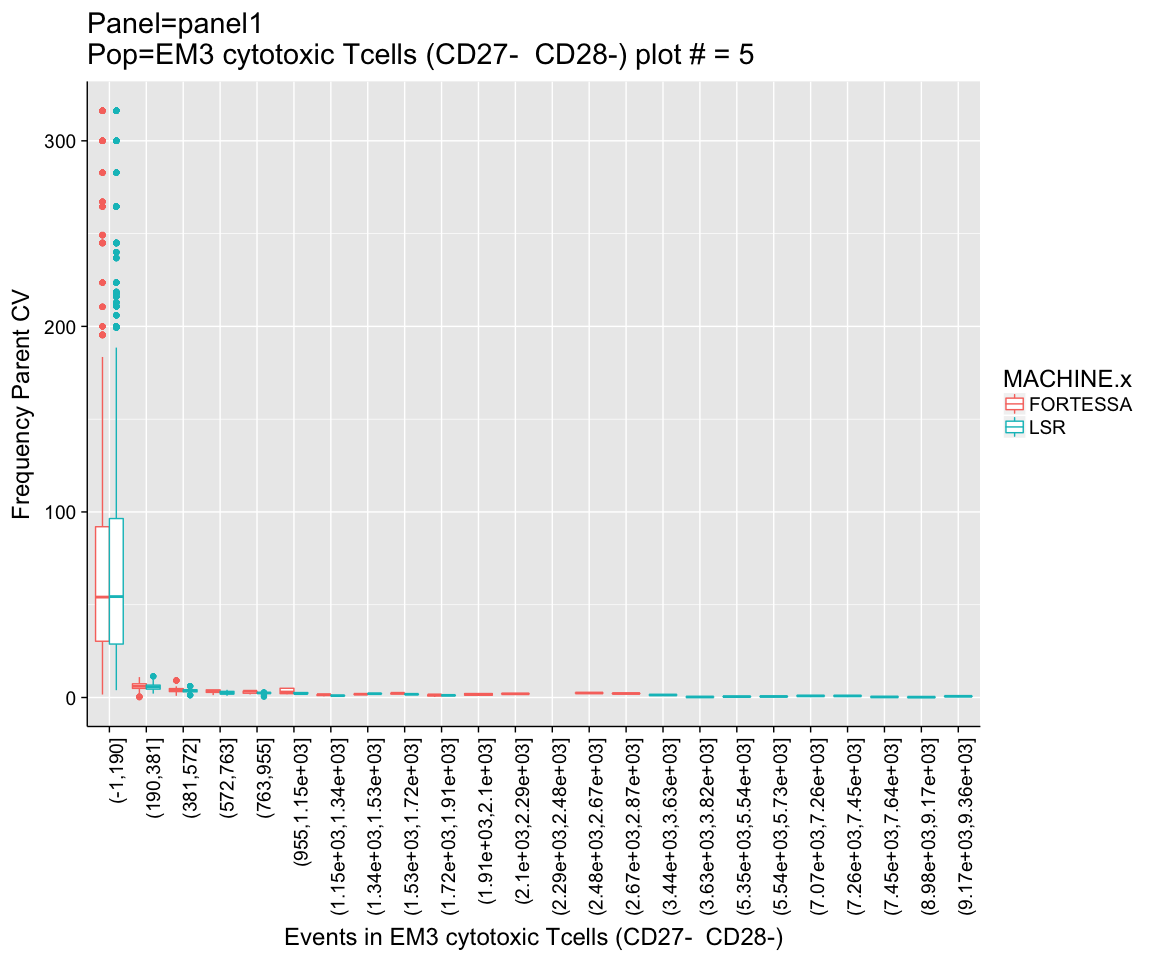 Panel=panel1
Pop=EM3 cytotoxic Tcells (CD27-  CD28-) plot # = 5
Frequency Parent CV
300
200
100
0
(-1,190]
(190,381]
(381,572]
(572,763]
(763,955]
(955,1.15e+03]
(1.15e+03,1.34e+03]
(1.34e+03,1.53e+03]
(1.53e+03,1.72e+03]
(1.72e+03,1.91e+03]
(1.91e+03,2.1e+03]
(2.1e+03,2.29e+03]
(2.29e+03,2.48e+03]
(2.48e+03,2.67e+03]
(2.67e+03,2.87e+03]
(3.44e+03,3.63e+03]
(3.63e+03,3.82e+03]
(5.35e+03,5.54e+03]
(5.54e+03,5.73e+03]
(7.07e+03,7.26e+03]
(7.26e+03,7.45e+03]
(7.45e+03,7.64e+03]
(8.98e+03,9.17e+03]
(9.17e+03,9.36e+03]
Events in EM3 cytotoxic Tcells (CD27-  CD28-)
MACHINE.x
FORTESSA
LSR